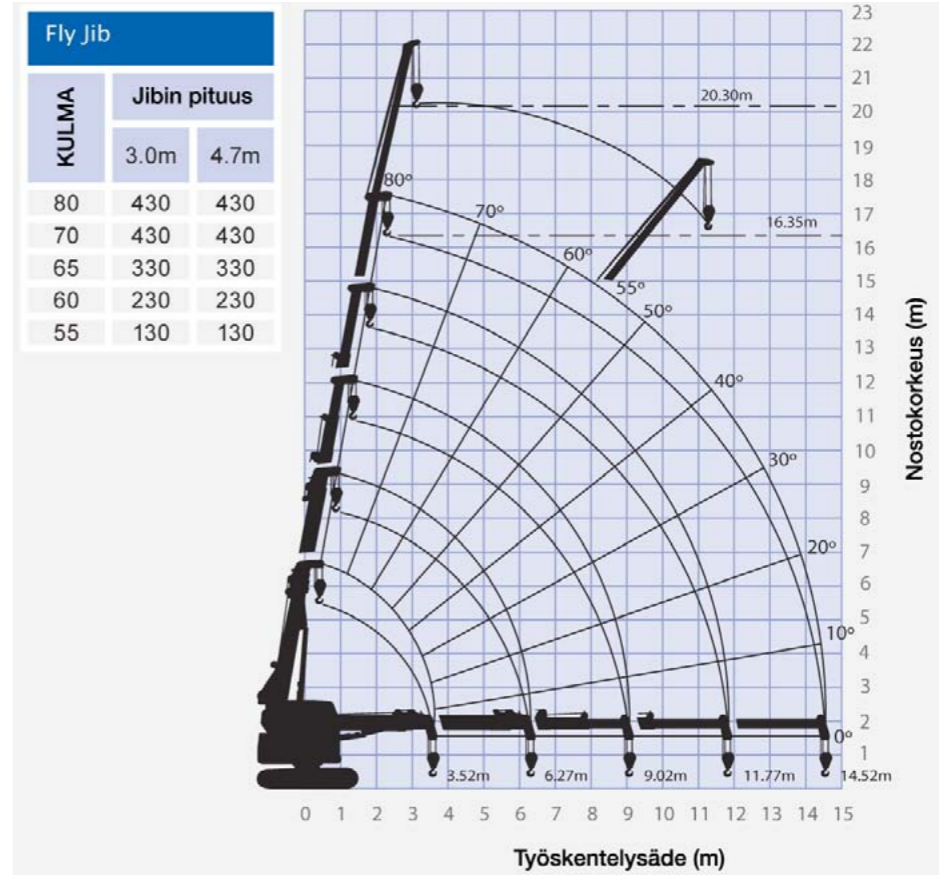 Fly Jib
KULMA
Jibin pituus
3.0m 4.7m
80 430 430
70 430 430
65 330 330
60 230 230
55 130 130
23
22
21
20
19
18
17
16
15
14
13
12
11
10
9
8
7
6
5
4
3
2
1
Nostokorkeus (m)
20.30m
16.35m
80°
70°
60°
55°
50°
40°
30°
20°
10°
0°
3.52m 6.27m 9.02m 11.77m 14.52m
0 1 2 3 4 5 6 7 8 9 10 11 12 13 14 15
Työskentelysäde (m)